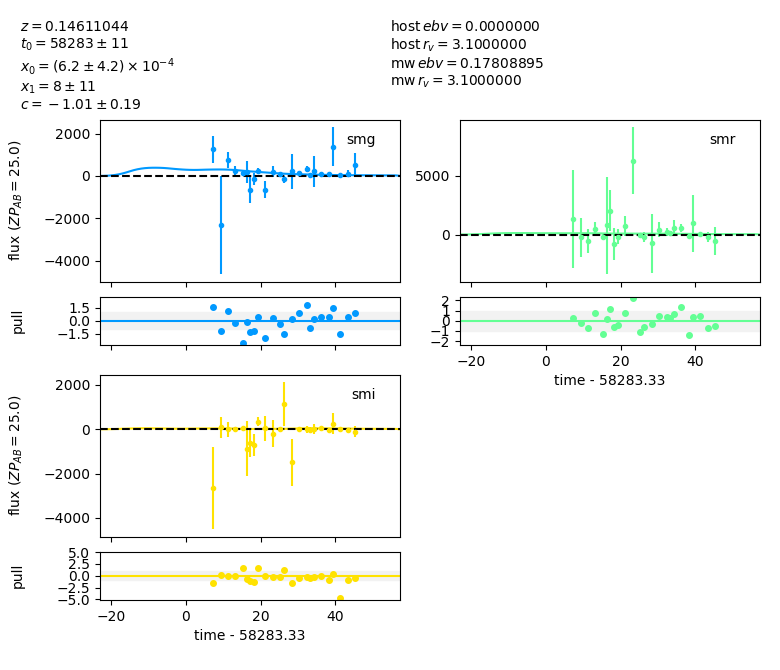 z = 0.14611044
t₀ = 58283 ± 11
x₀ = (6.2 ± 4.2) × 10⁻⁴
x₁ = 8 ± 11
c = −1.01 ± 0.19
host ebv = 0.0000000
host r_v = 3.1000000
mw ebv = 0.17808895
mw r_v = 3.1000000
flux (ZP_AB = 25.0)
2000
0
−2000
−4000
smg
pull
1.5
0.0
−1.5
5000
0
smr
2
1
0
−1
−2
−20
0
20
40
time - 58283.33
flux (ZP_AB = 25.0)
2000
0
−2000
−4000
smi
pull
5.0
2.5
0.0
−2.5
−5.0
−20
0
20
40
time - 58283.33